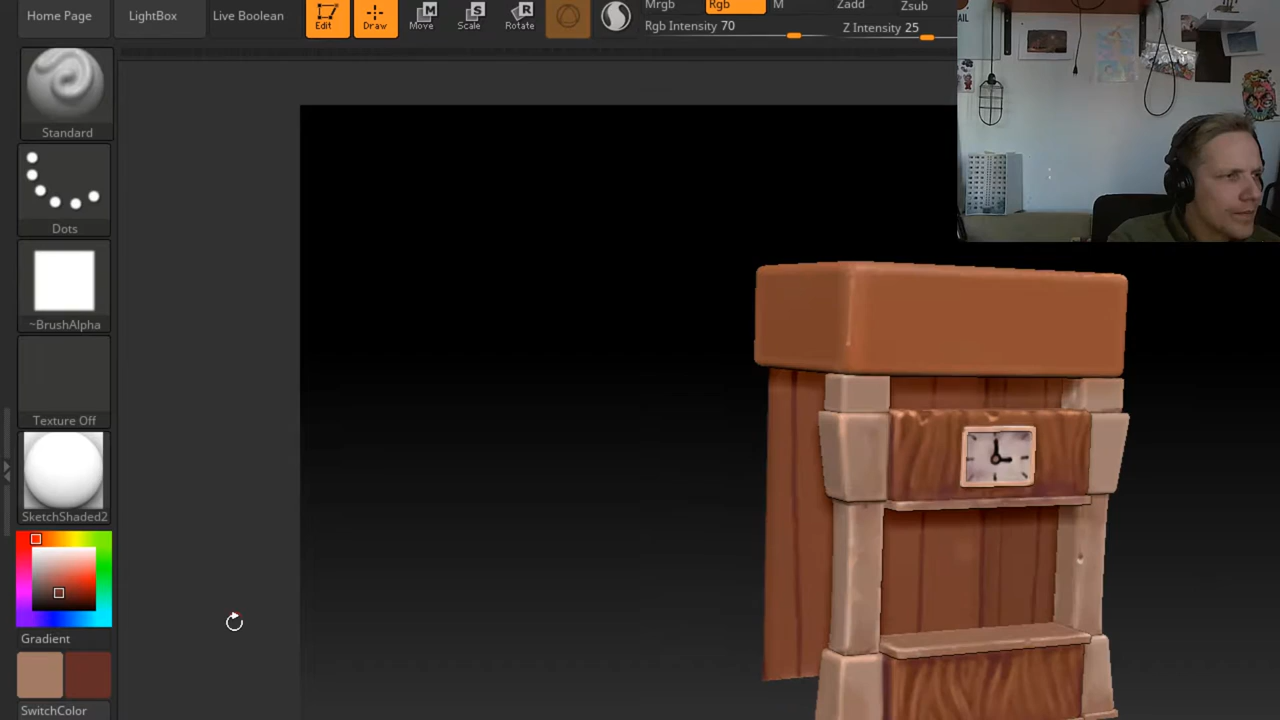 Home Page
LightBox
Live Boolean
Edit
Draw
M
Move
S
Scale
R
Rotate
Mrgb
Rgb
M
Zadd
Zsub
Rgb Intensity 70
Z Intensity 25
Standard
Dots
~BrushAlpha
Texture Off
SketchShaded2
Gradient
SwitchColor